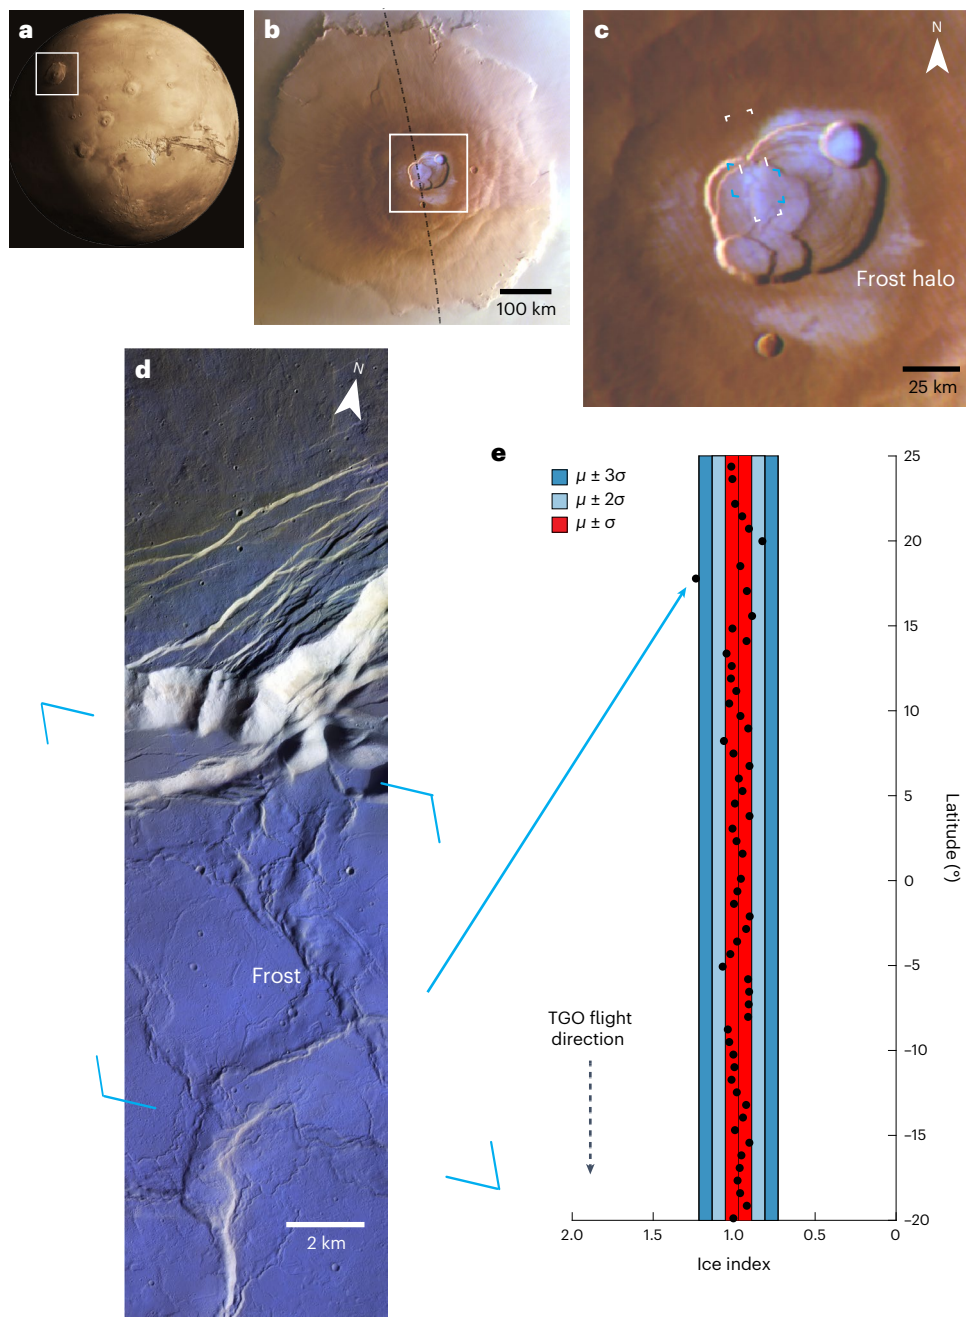 a
b
100 km
c
N
Frost halo
25 km
d
N
Frost
2 km
e
μ ± 3σ
μ ± 2σ
μ ± σ
TGO flight
direction
25
20
15
10
5
0
–5
–10
–15
–20
Latitude (°)
2.0
1.5
1.0
0.5
0
Ice index